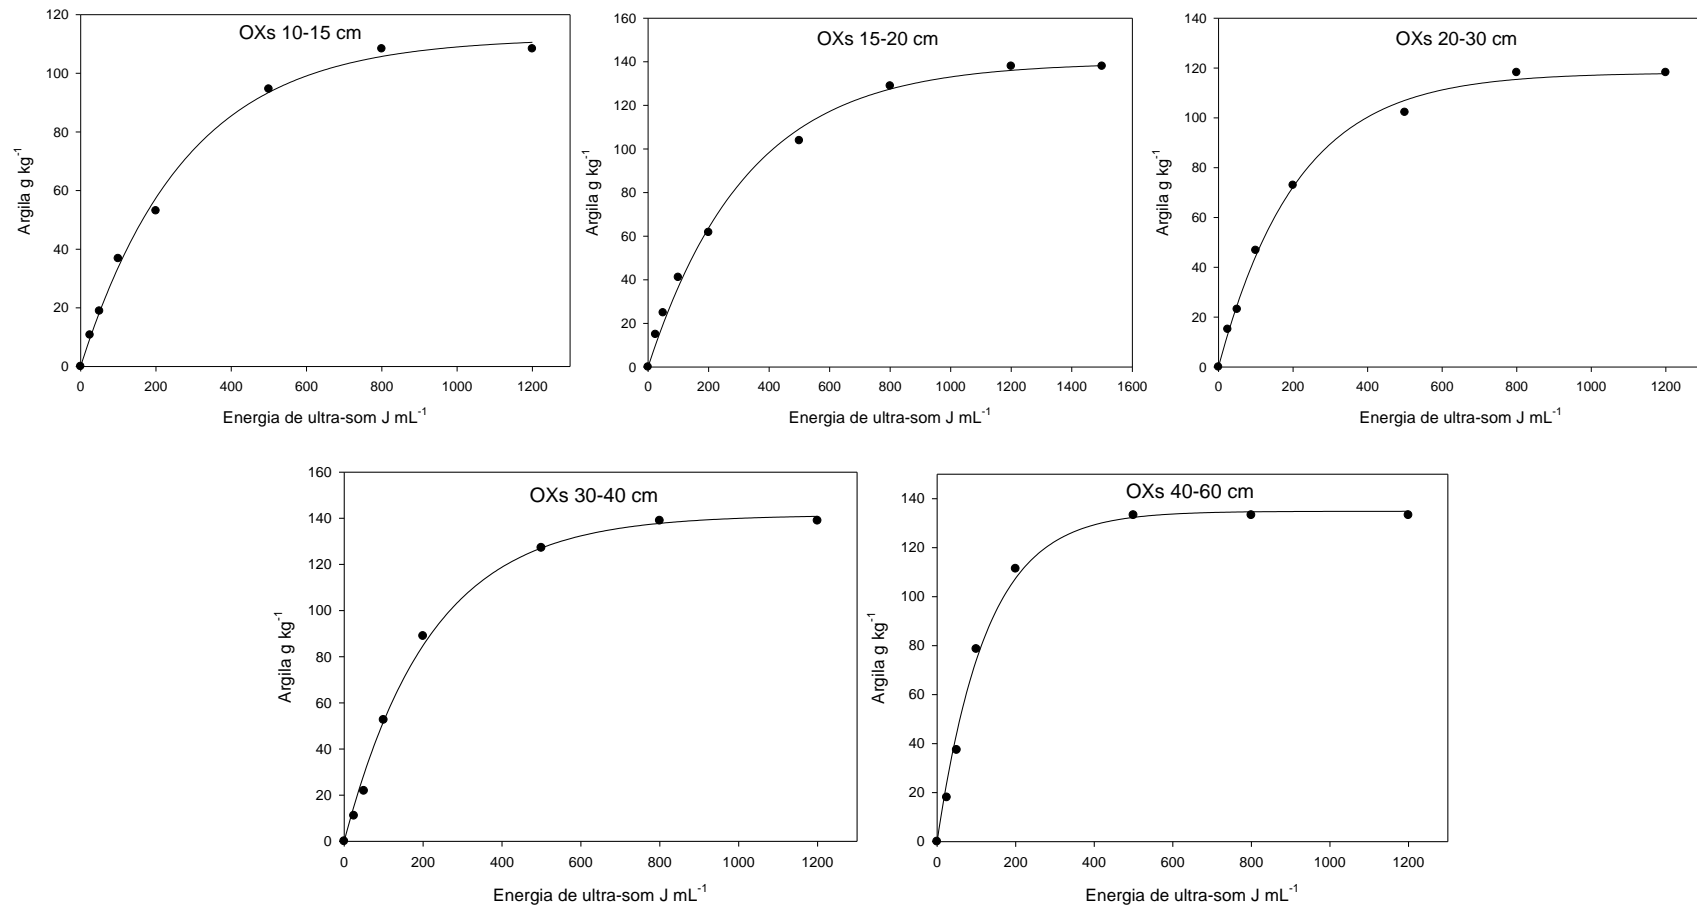 OXs 10-15 cm
Argila g kg⁻¹
120
100
80
60
40
20
0
0 200 400 600 800 1000 1200
Energia de ultra-som J mL⁻¹
OXs 15-20 cm
Argila g kg⁻¹
160
140
120
100
80
60
40
20
0
0 200 400 600 800 1000 1200 1400 1600
Energia de ultra-som J mL⁻¹
OXs 20-30 cm
Argila g kg⁻¹
140
120
100
80
60
40
20
0
0 200 400 600 800 1000 1200
Energia de ultra-som J mL⁻¹
OXs 30-40 cm
Argila g kg⁻¹
160
140
120
100
80
60
40
20
0
0 200 400 600 800 1000 1200
Energia de ultra-som J mL⁻¹
OXs 40-60 cm
Argila g kg⁻¹
140
120
100
80
60
40
20
0
0 200 400 600 800 1000 1200
Energia de ultra-som J mL⁻¹